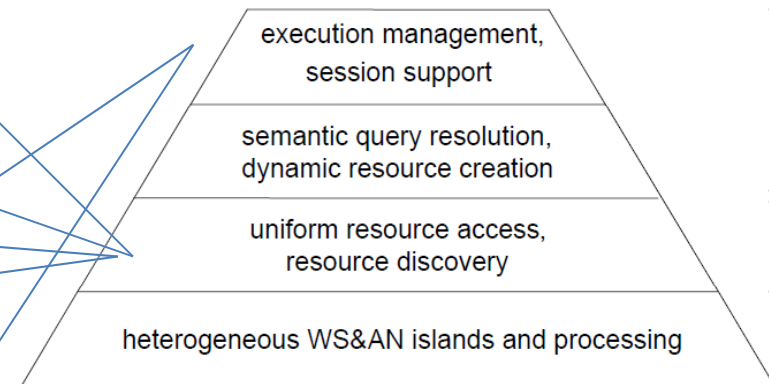 execution management,
session support
semantic query resolution,
dynamic resource creation
uniform resource access,
resource discovery
heterogeneous WS&AN islands and processing